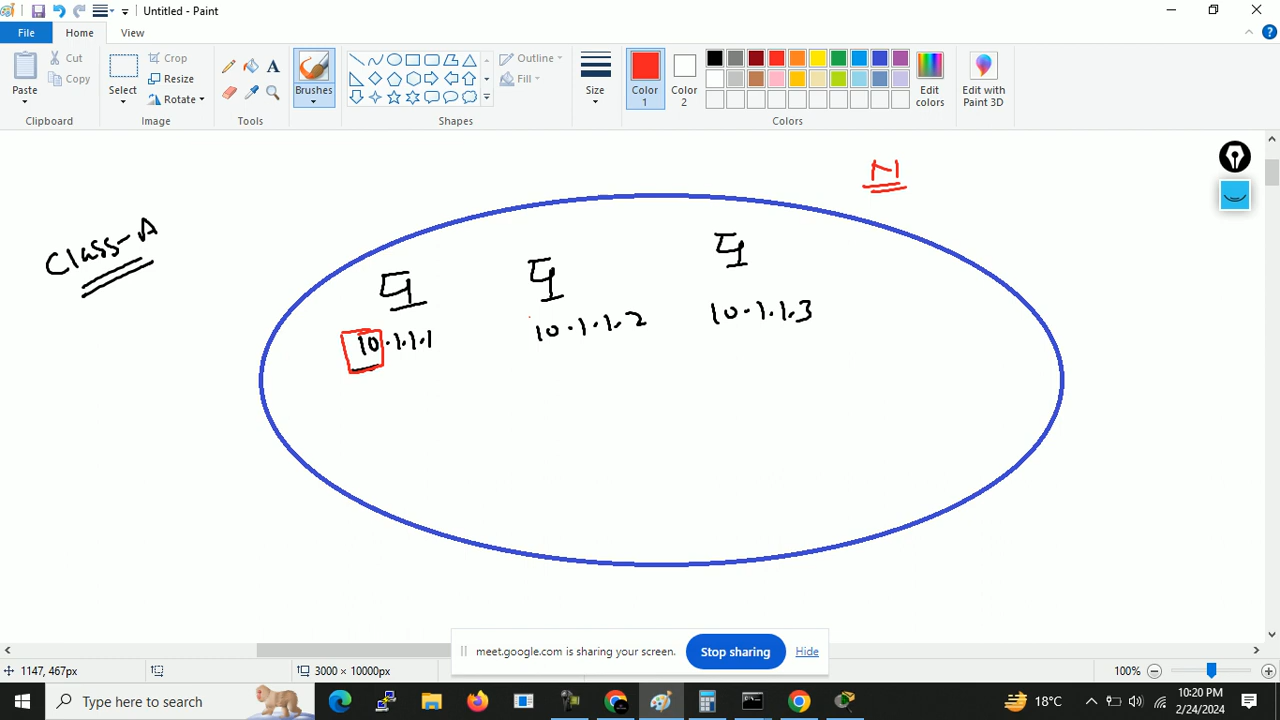 Untitled - Paint
File
Home
View
Paste
Cut
Copy
Clipboard
Select
Crop
Resize
Rotate
Image
A
Tools
Brushes
Shapes
Outline
Fill
Size
Color 1
Color 2
Colors
Edit colors
Edit with Paint 3D
N
Class-A
10.1.1.1
10.1.1.2
10.1.1.3
meet.google.com is sharing your screen.
Stop sharing
Hide
1147, 467px
3000 × 10000px
100%
Type here to search
18°C
10:20 PM
2/24/2024